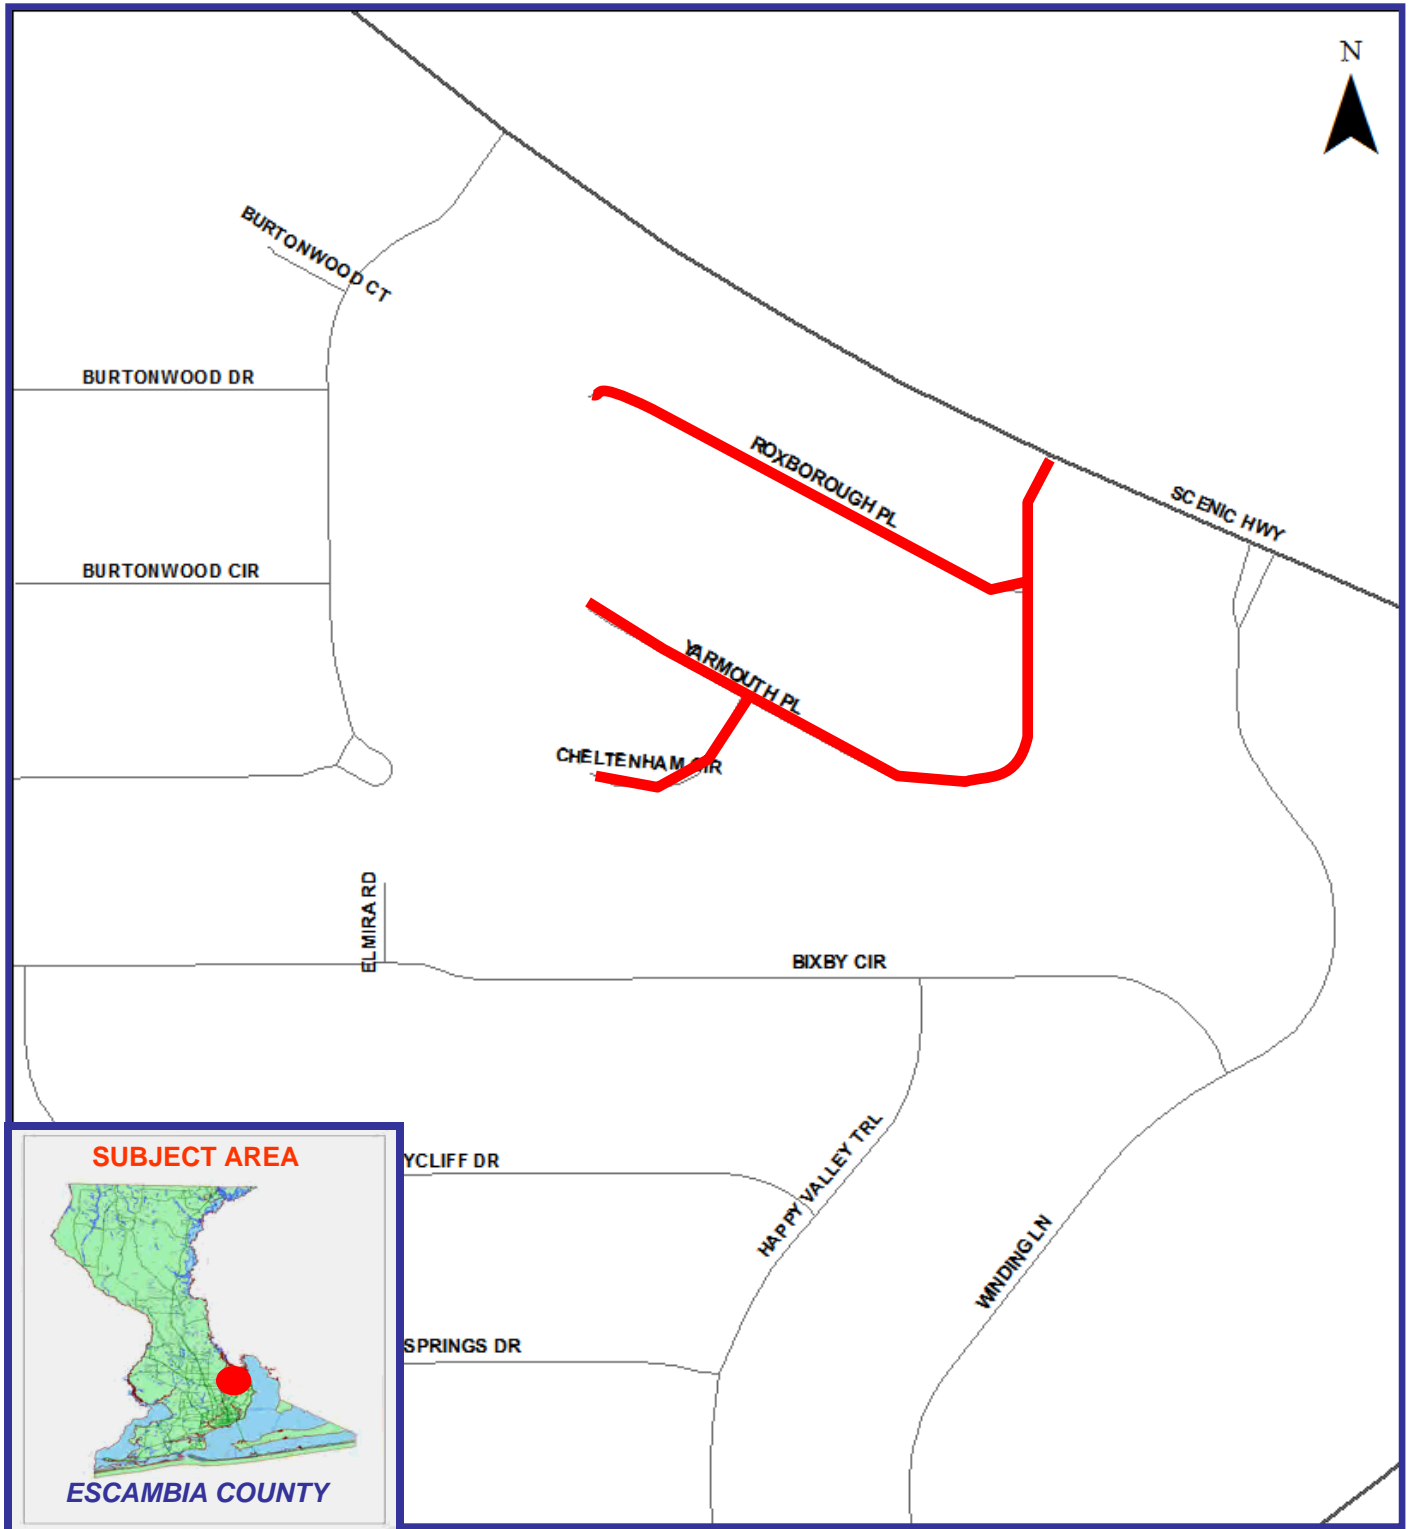 N
BURTONWOOD CT
BURTONWOOD DR
ROXBOROUGH PL
SCENIC HWY
BURTONWOOD CIR
YARMOUTH PL
CHELTENHAM CIR
ELMIRA RD
BIXBY CIR
HAPPY VALLEY TRL
YCLIFF DR
WINDING LN
SPRINGS DR
SUBJECT AREA
ESCAMBIA COUNTY